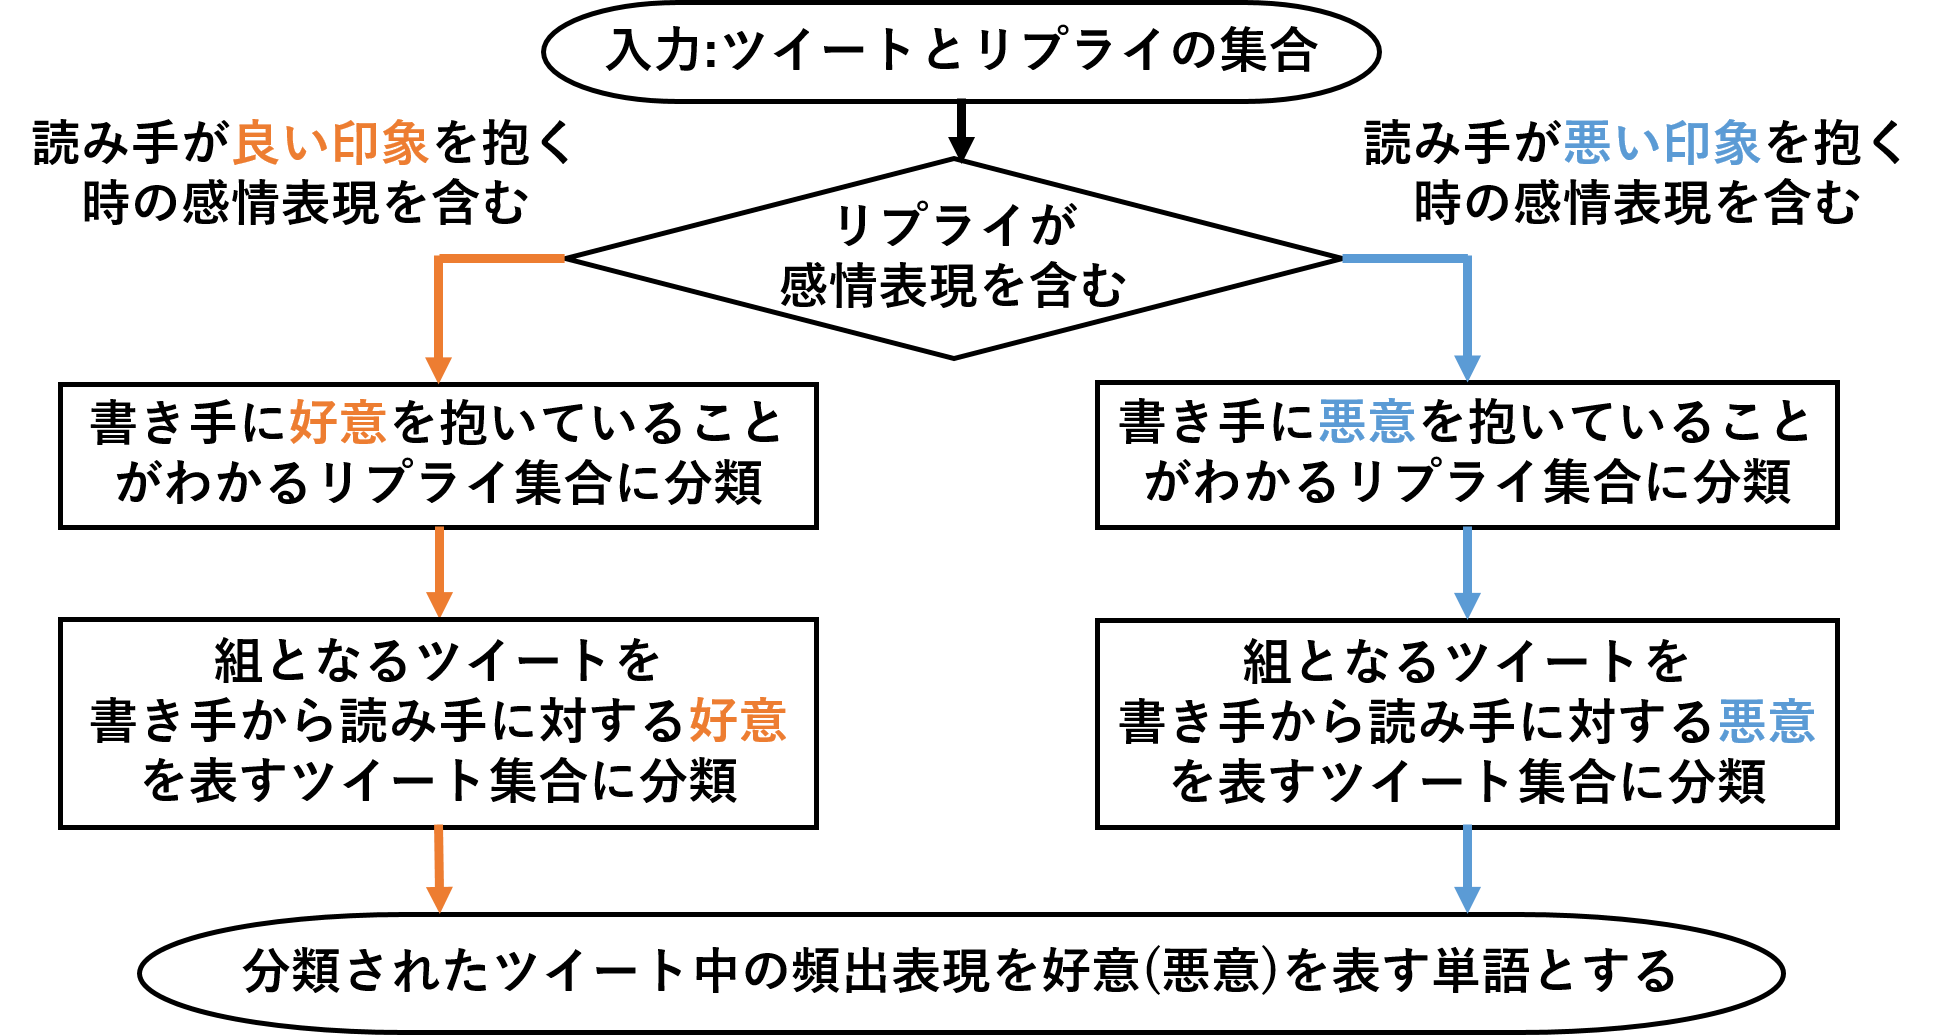 入力:ツイートとリプライの集合
読み手が良い印象を抱く
時の感情表現を含む
読み手が悪い印象を抱く
時の感情表現を含む
リプライが
感情表現を含む
書き手に好意を抱いていること
がわかるリプライ集合に分類
書き手に悪意を抱いていること
がわかるリプライ集合に分類
組となるツイートを
書き手から読み手に対する好意
を表すツイート集合に分類
組となるツイートを
書き手から読み手に対する悪意
を表すツイート集合に分類
分類されたツイート中の頻出表現を好意(悪意)を表す単語とする